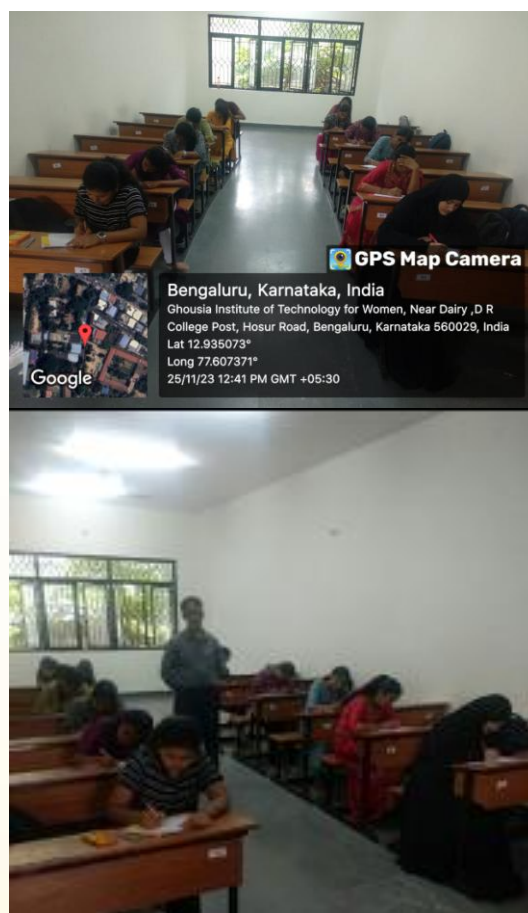 GPS Map Camera
Bengaluru, Karnataka, India
Ghousia Institute of Technology for Women, Near Dairy ,D R
College Post, Hosur Road, Bengaluru, Karnataka 560029, India
Lat 12.935073°
Long 77.607371°
25/11/23 12:41 PM GMT +05:30
Google